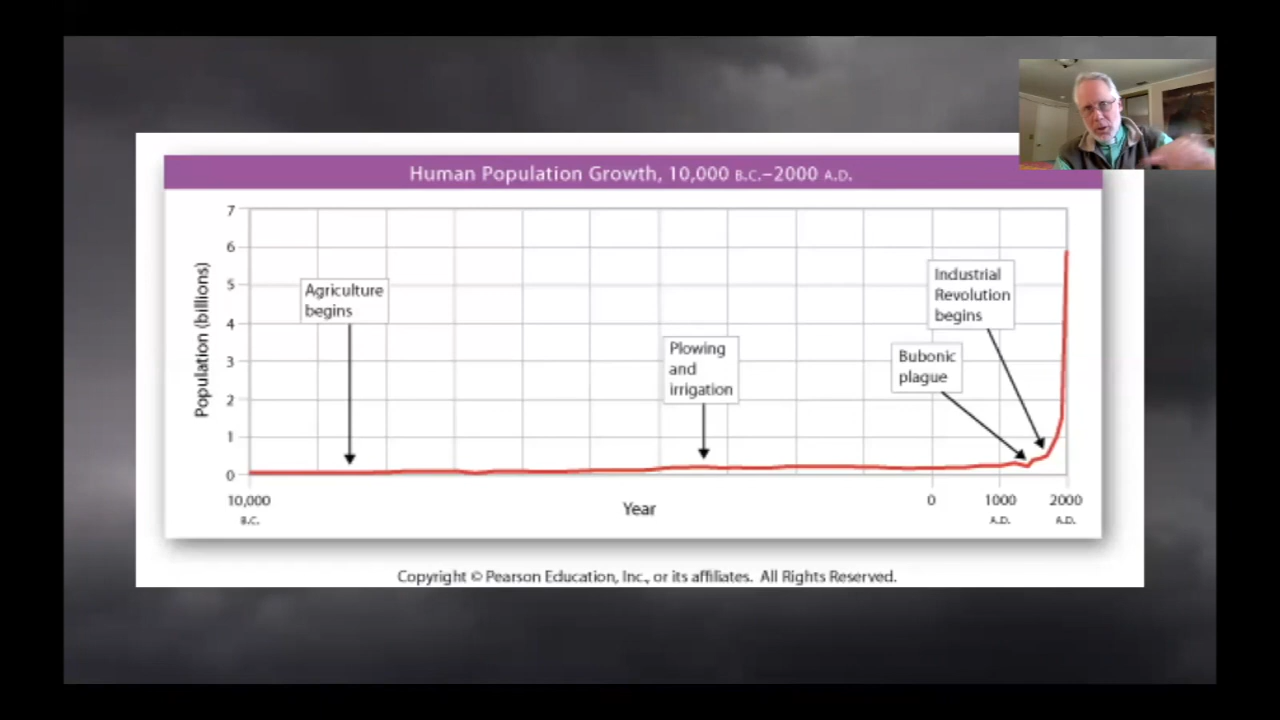 Human Population Growth, 10,000 B.C.–2000 A.D.
7
6
5
4
3
2
1
0
Population (billions)
Agriculture
begins
Plowing
and
irrigation
Bubonic
plague
Industrial
Revolution
begins
10,000
B.C.
0
1000
A.D.
2000
A.D.
Year
Copyright © Pearson Education, Inc., or its affiliates. All Rights Reserved.